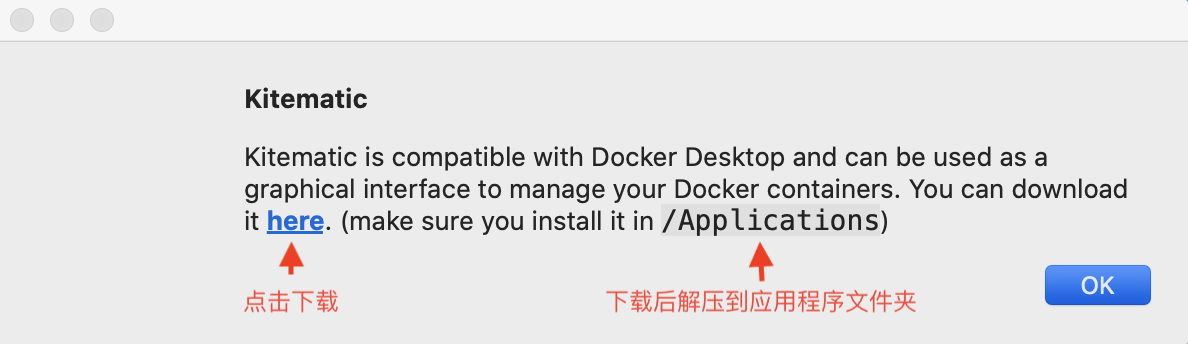 Kitematic
Kitematic is compatible with Docker Desktop and can be used as a
graphical interface to manage your Docker containers. You can download
it here. (make sure you install it in /Applications)
点击下载
下载后解压到应用程序文件夹
OK